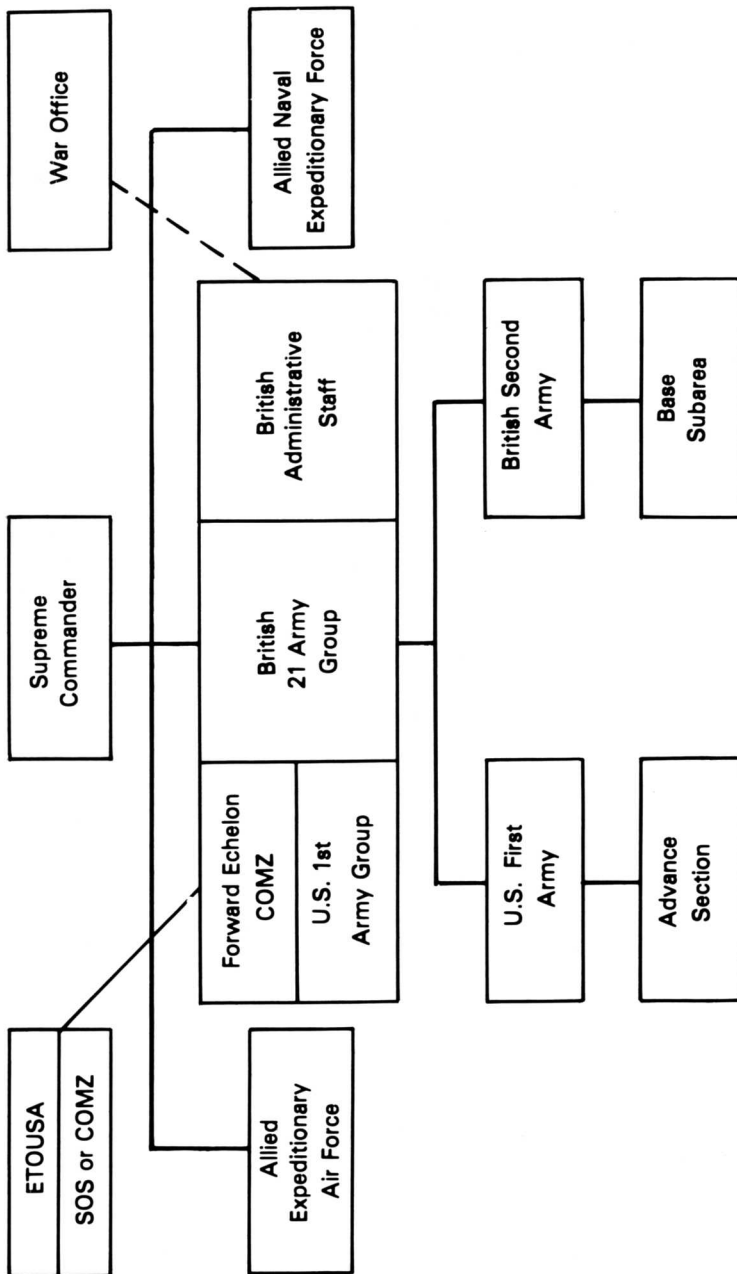 ETOUSA
SOS or COMZ
Supreme
Commander
War Office
Allied
Expeditionary
Air Force
Forward Echelon
COMZ
U.S. 1st
Army Group
British
21 Army
Group
British
Administrative
Staff
Allied Naval
Expeditionary Force
U.S. First
Army
British Second
Army
Advance
Section
Base
Subarea